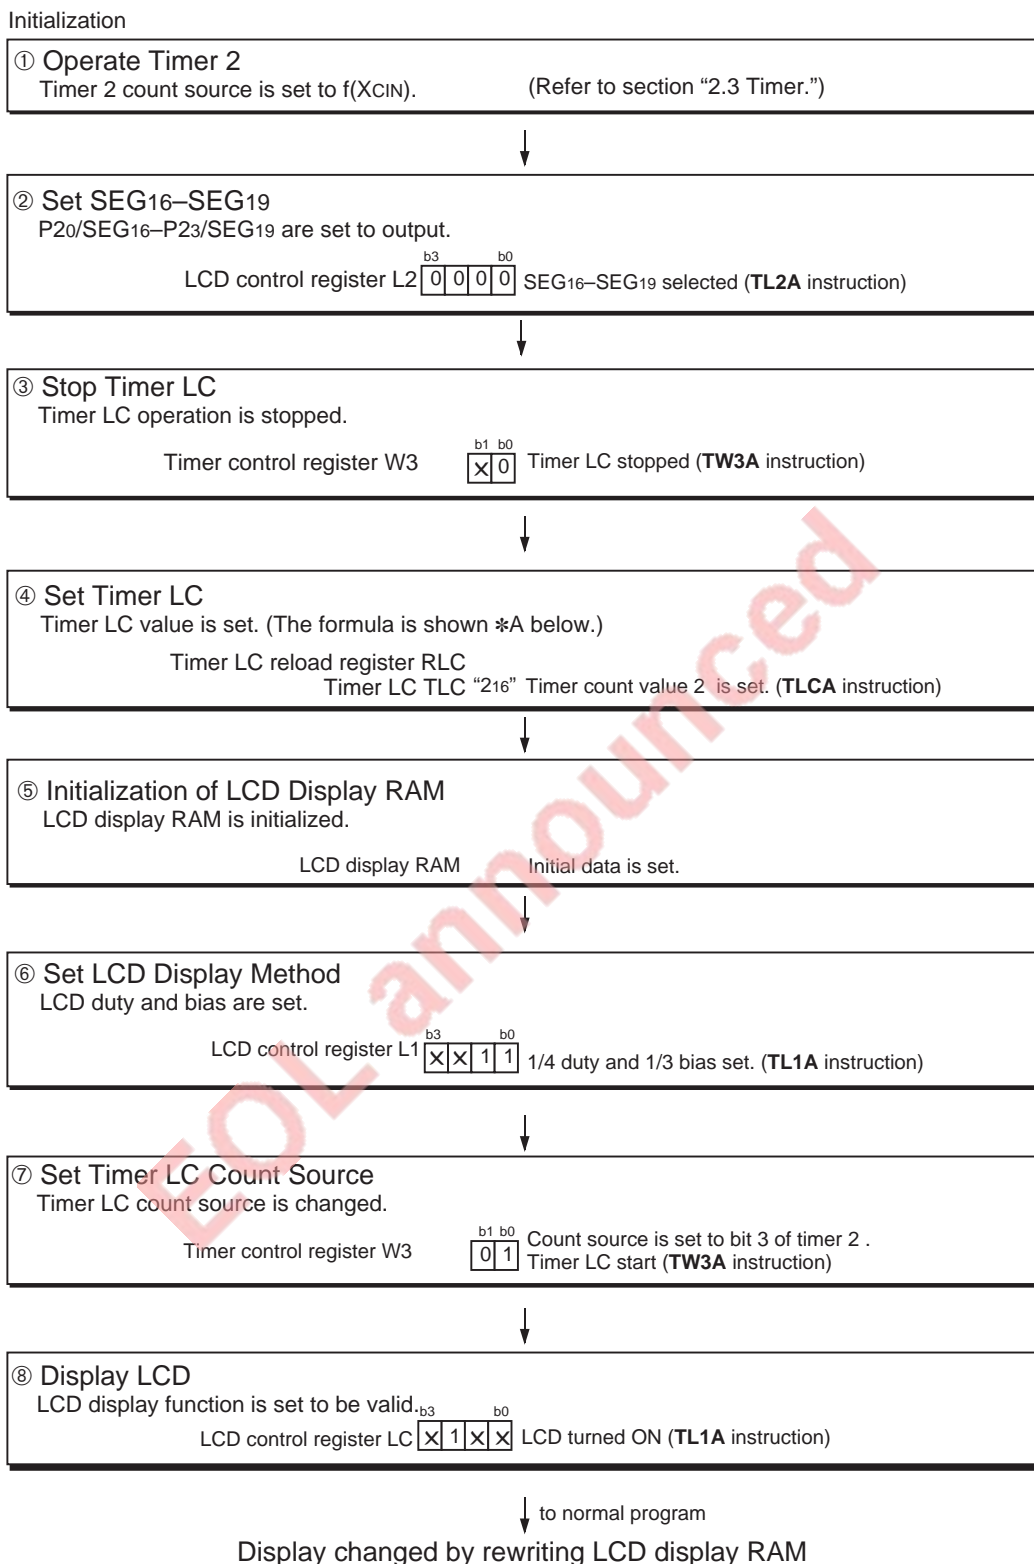 Initialization
① Operate Timer 2
Timer 2 count source is set to f(XCIN). (Refer to section “2.3 Timer.”)
② Set SEG16–SEG19
P20/SEG16–P23/SEG19 are set to output.
b3 b0
LCD control register L2 0 0 0 0 SEG16–SEG19 selected (TL2A instruction)
③ Stop Timer LC
Timer LC operation is stopped.
b1 b0
Timer control register W3 × 0 Timer LC stopped (TW3A instruction)
④ Set Timer LC
Timer LC value is set. (The formula is shown ✻A below.)
Timer LC reload register RLC
Timer LC TLC “216” Timer count value 2 is set. (TLCA instruction)
⑤ Initialization of LCD Display RAM
LCD display RAM is initialized.
LCD display RAM Initial data is set.
⑥ Set LCD Display Method
LCD duty and bias are set.
b3 b0
LCD control register L1 × × 1 1 1/4 duty and 1/3 bias set. (TL1A instruction)
⑦ Set Timer LC Count Source
Timer LC count source is changed.
b1 b0 Count source is set to bit 3 of timer 2 .
Timer control register W3 0 1 Timer LC start (TW3A instruction)
⑧ Display LCD
LCD display function is set to be valid.
b3 b0
LCD control register LC × 1 × × LCD turned ON (TL1A instruction)
to normal program
Display changed by rewriting LCD display RAM
EOL announced